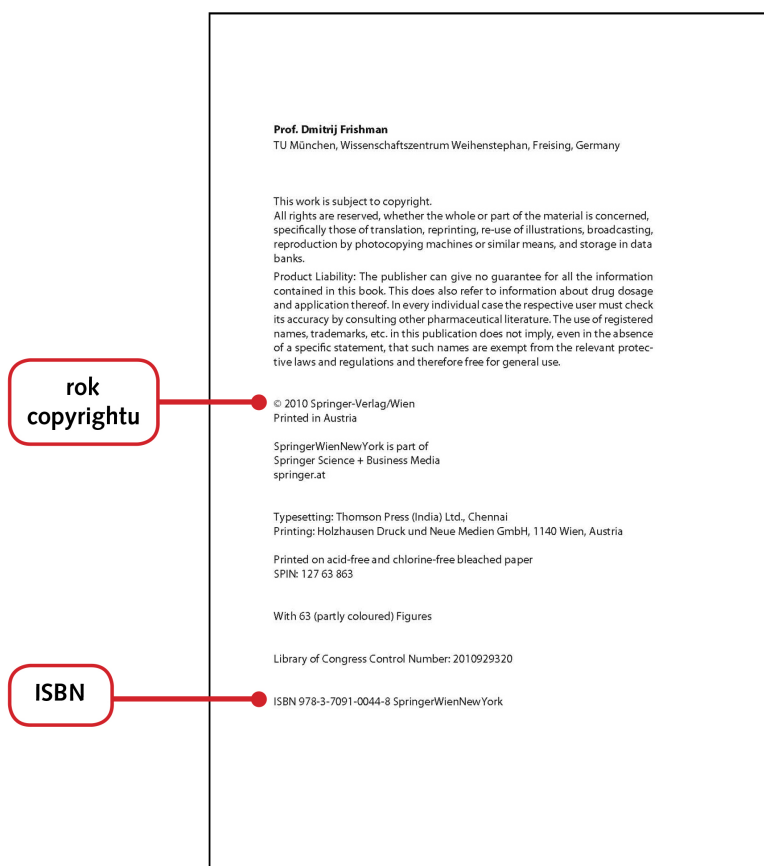 Prof. Dmitrij Frishman
TU München, Wissenschaftszentrum Weihenstephan, Freising, Germany
This work is subject to copyright.
All rights are reserved, whether the whole or part of the material is concerned,
specifically those of translation, reprinting, re-use of illustrations, broadcasting,
reproduction by photocopying machines or similar means, and storage in data
banks.
Product Liability: The publisher can give no guarantee for all the information
contained in this book. This does also refer to information about drug dosage
and application thereof. In every individual case the respective user must check
its accuracy by consulting other pharmaceutical literature. The use of registered
names, trademarks, etc. in this publication does not imply, even in the absence
of a specific statement, that such names are exempt from the relevant protec-
tive laws and regulations and therefore free for general use.
rok
copyrightu
© 2010 Springer-Verlag/Wien
Printed in Austria
SpringerWienNewYork is part of
Springer Science + Business Media
springer.at
Typesetting: Thomson Press (India) Ltd., Chennai
Printing: Holzhausen Druck und Neue Medien GmbH, 1140 Wien, Austria
Printed on acid-free and chlorine-free bleached paper
SPIN: 127 63 863
With 63 (partly coloured) Figures
Library of Congress Control Number: 2010929320
ISBN
ISBN 978-3-7091-0044-8 SpringerWienNewYork